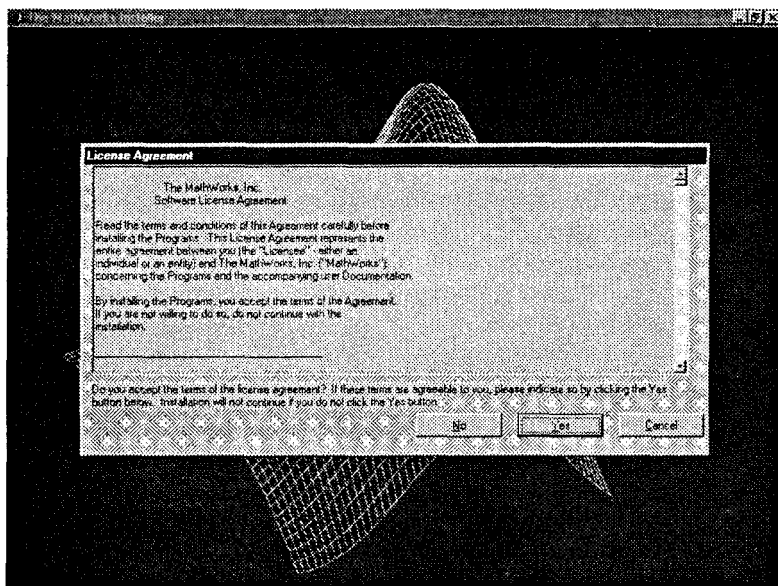 The MathWorks Installer
License Agreement
The MathWorks, Inc.
Software License Agreement
Read the terms and conditions of this Agreement carefully before
installing the Programs. This License Agreement represents the
entire agreement between you (the "Licensee" - either an
individual or an entity) and The MathWorks, Inc. ("MathWorks")
concerning the Programs and the accompanying user Documentation.
By installing the Programs, you accept the terms of the Agreement.
If you are not willing to do so, do not continue with the
installation.
Do you accept the terms of the license agreement? If these terms are agreeable to you, please indicate so by clicking the Yes
button below. Installation will not continue if you do not click the Yes button.
No
Yes
Cancel